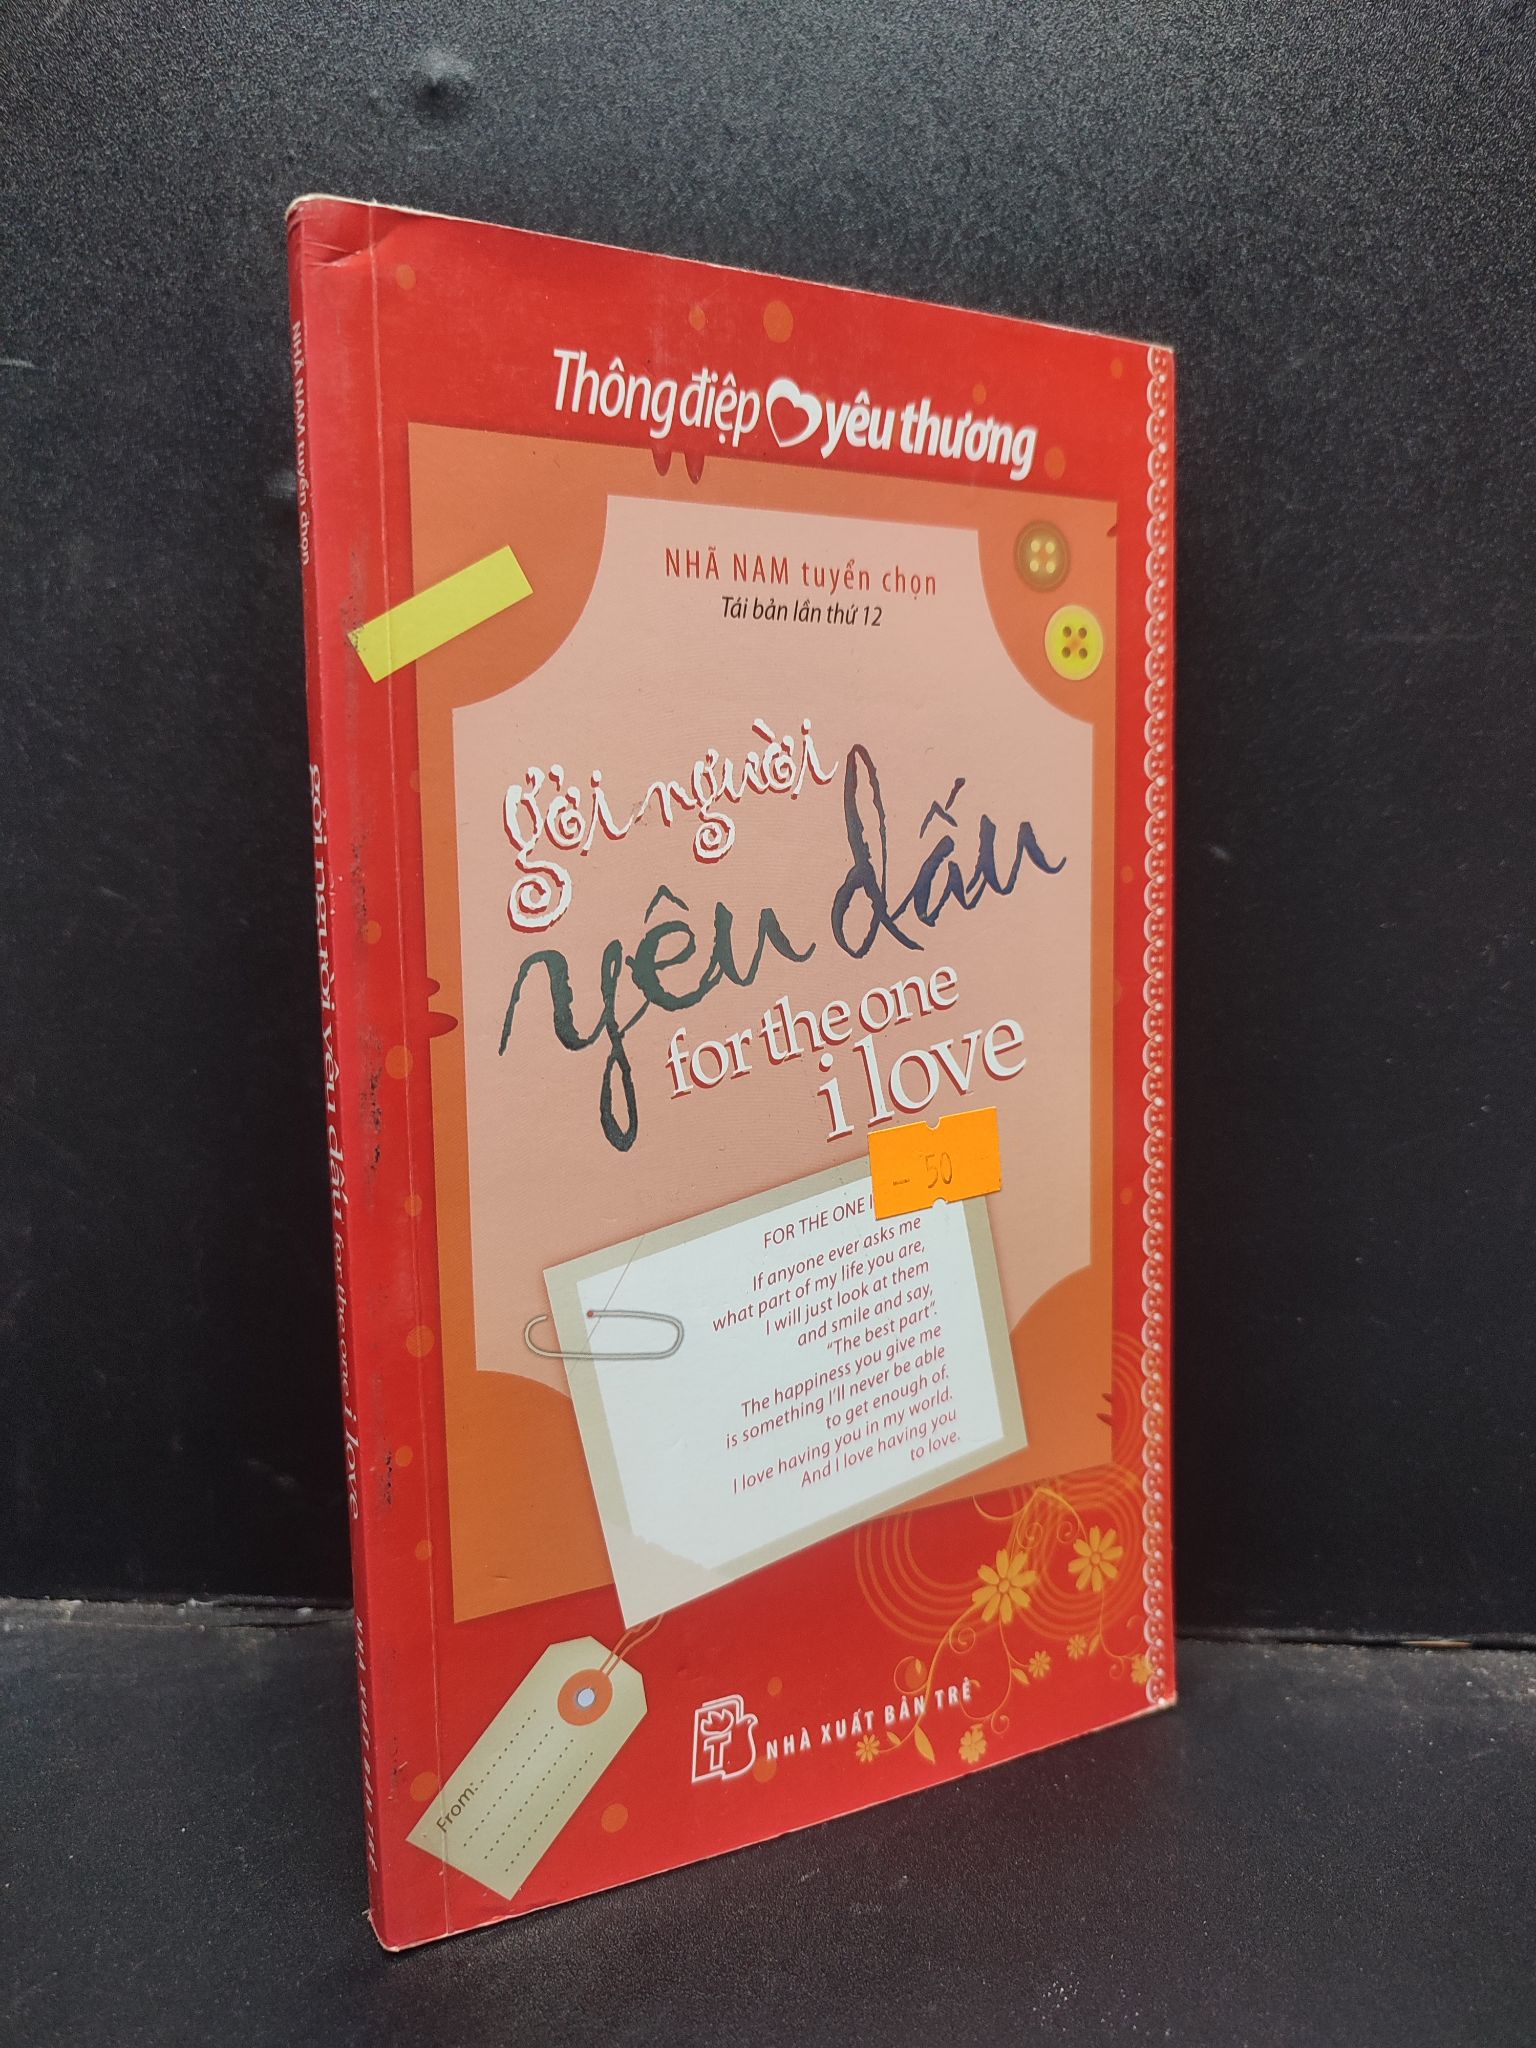 Thông điệp yêu thương
NHÃ NAM tuyển chọn
Tái bản lần thứ 12
gởi người
yêu dấu
for the one
i love
- 50
FOR THE ONE I
If anyone ever asks me
what part of my life you are,
I will just look at them
and smile and say,
"The best part".
The happiness you give me
is something I'll never be able
to get enough of.
I love having you in my world.
And I love having you
to love.
From:
T
NHÀ XUẤT BẢN TRẺ
NHÃ NAM tuyển chọn
gởi người yêu dấu for the one i love
NHÀ XUẤT BẢN TRẺ